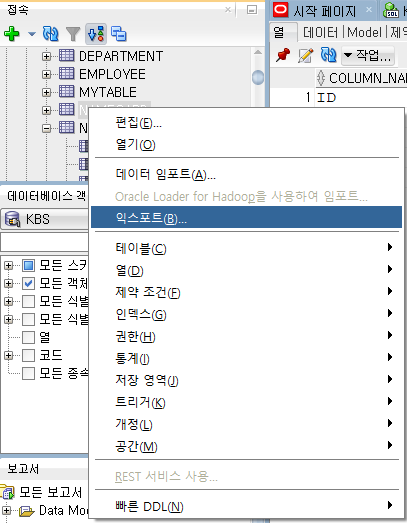 접속
시작 페이지
열 데이터 Model 제약
작업...
DEPARTMENT
EMPLOYEE
MYTABLE
COLUMN_NA
1 ID
편집(E)...
열기(O)
데이터 임포트(A)...
Oracle Loader for Hadoop을 사용하여 임포트...
익스포트(B)...
테이블(C)
열(D)
제약 조건(F)
인덱스(G)
권한(H)
통계(I)
저장 영역(J)
트리거(K)
개정(L)
공간(M)
REST 서비스 사용...
빠른 DDL(N)
데이터베이스 객
KBS
모든 스키
모든 객체
모든 식별
모든 식별
열
코드
모든 종속
보고서
모든 보고서
Data Mod